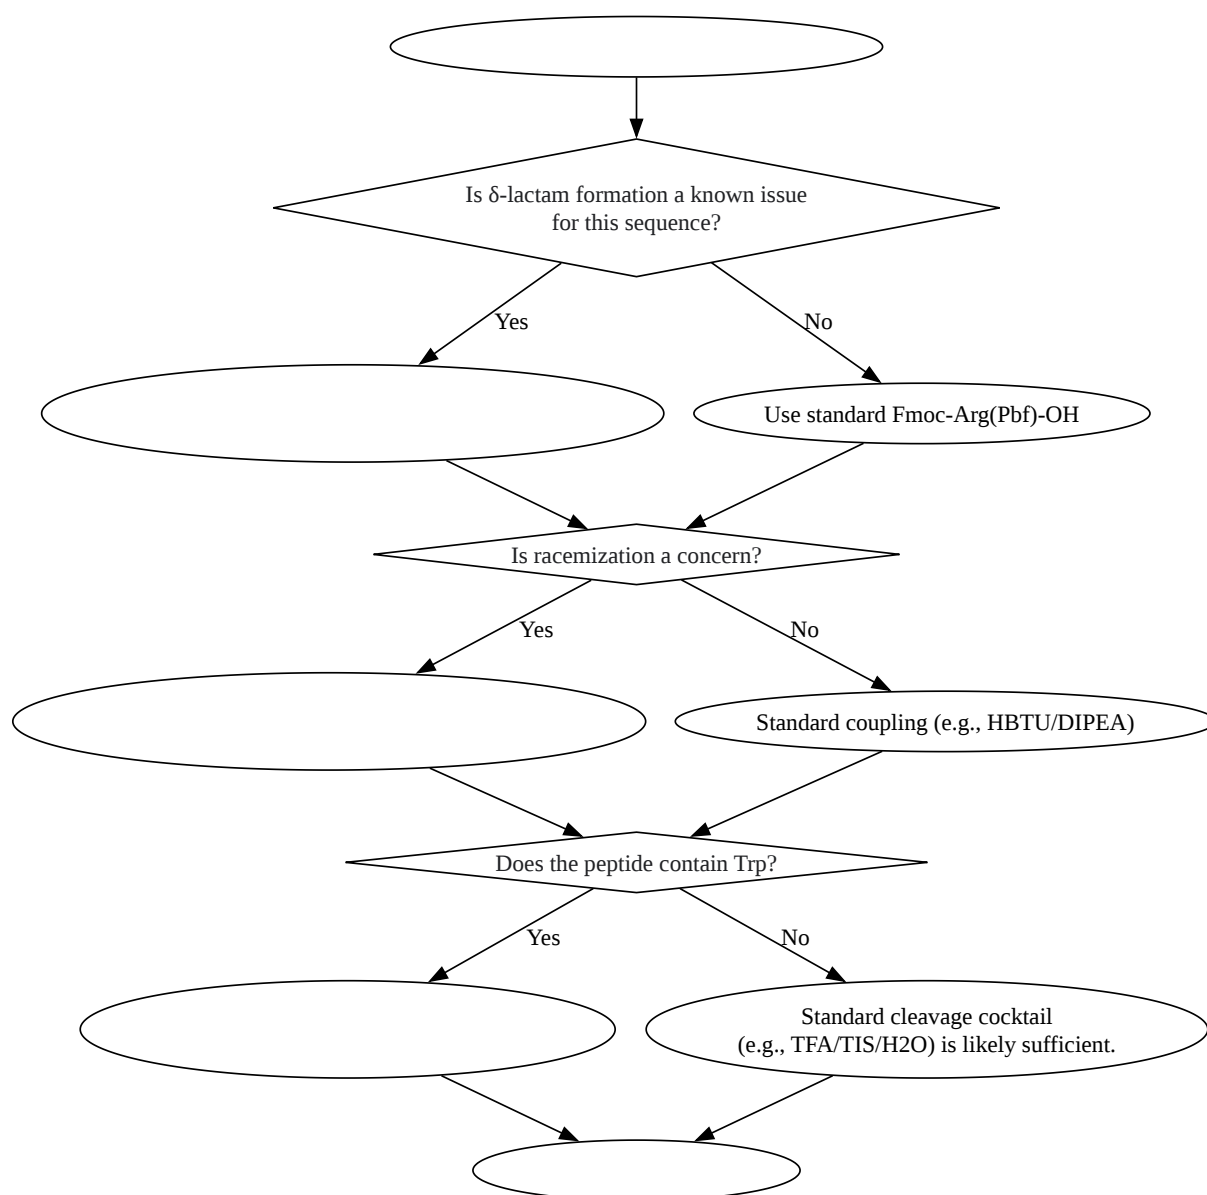 Is δ-lactam formation a known issue
for this sequence?
Yes
No
Use standard Fmoc-Arg(Pbf)-OH
Is racemization a concern?
Yes
No
Standard coupling (e.g., HBTU/DIPEA)
Does the peptide contain Trp?
Yes
No
Standard cleavage cocktail
(e.g., TFA/TIS/H2O) is likely sufficient.